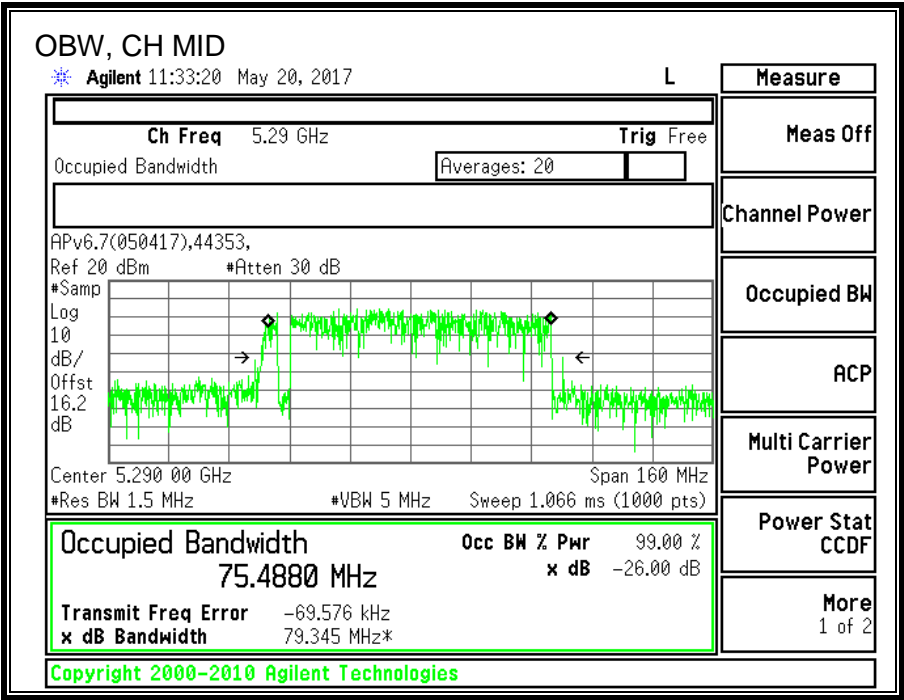 OBW, CH MID
Agilent 11:33:20 May 20, 2017 L
Measure
Ch Freq 5.29 GHz Trig Free
Meas Off
Occupied Bandwidth Averages: 20
Channel Power
APv6.7(050417),44353,
Ref 20 dBm #Atten 30 dB
#Samp
Log
10
dB/
Offst
16.2
dB
Occupied BW
ACP
Multi Carrier
Power
Center 5.290 00 GHz Span 160 MHz
#Res BW 1.5 MHz #VBW 5 MHz Sweep 1.066 ms (1000 pts)
Power Stat
CCDF
Occupied Bandwidth Occ BW % Pwr 99.00 %
75.4880 MHz x dB -26.00 dB
Transmit Freq Error -69.576 kHz
x dB Bandwidth 79.345 MHz*
More
1 of 2
Copyright 2000-2010 Agilent Technologies